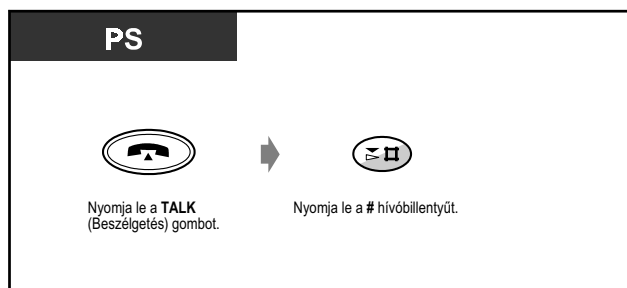 PS
Nyomja le a TALK
(Beszélgetés) gombot.
Nyomja le a # hívóbillentyűt.